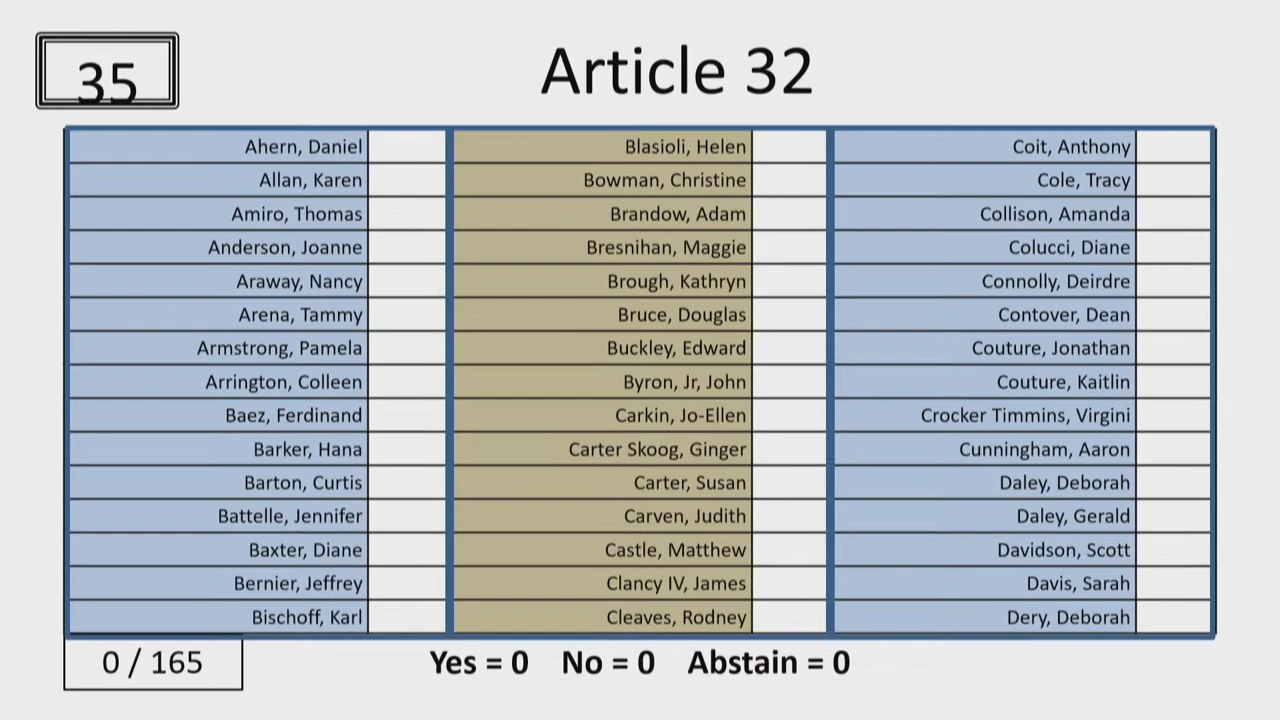 35
Article 32
Ahern, Daniel
Allan, Karen
Amiro, Thomas
Anderson, Joanne
Araway, Nancy
Arena, Tammy
Armstrong, Pamela
Arrington, Colleen
Baez, Ferdinand
Barker, Hana
Barton, Curtis
Battelle, Jennifer
Baxter, Diane
Bernier, Jeffrey
Bischoff, Karl
Blasioli, Helen
Bowman, Christine
Brandow, Adam
Bresnihan, Maggie
Brough, Kathryn
Bruce, Douglas
Buckley, Edward
Byron, Jr, John
Carkin, Jo-Ellen
Carter Skoog, Ginger
Carter, Susan
Carven, Judith
Castle, Matthew
Clancy IV, James
Cleaves, Rodney
Coit, Anthony
Cole, Tracy
Collison, Amanda
Colucci, Diane
Connolly, Deirdre
Contover, Dean
Couture, Jonathan
Couture, Kaitlin
Crocker Timmins, Virgini
Cunningham, Aaron
Daley, Deborah
Daley, Gerald
Davidson, Scott
Davis, Sarah
Dery, Deborah
0 / 165
Yes = 0 No = 0 Abstain = 0